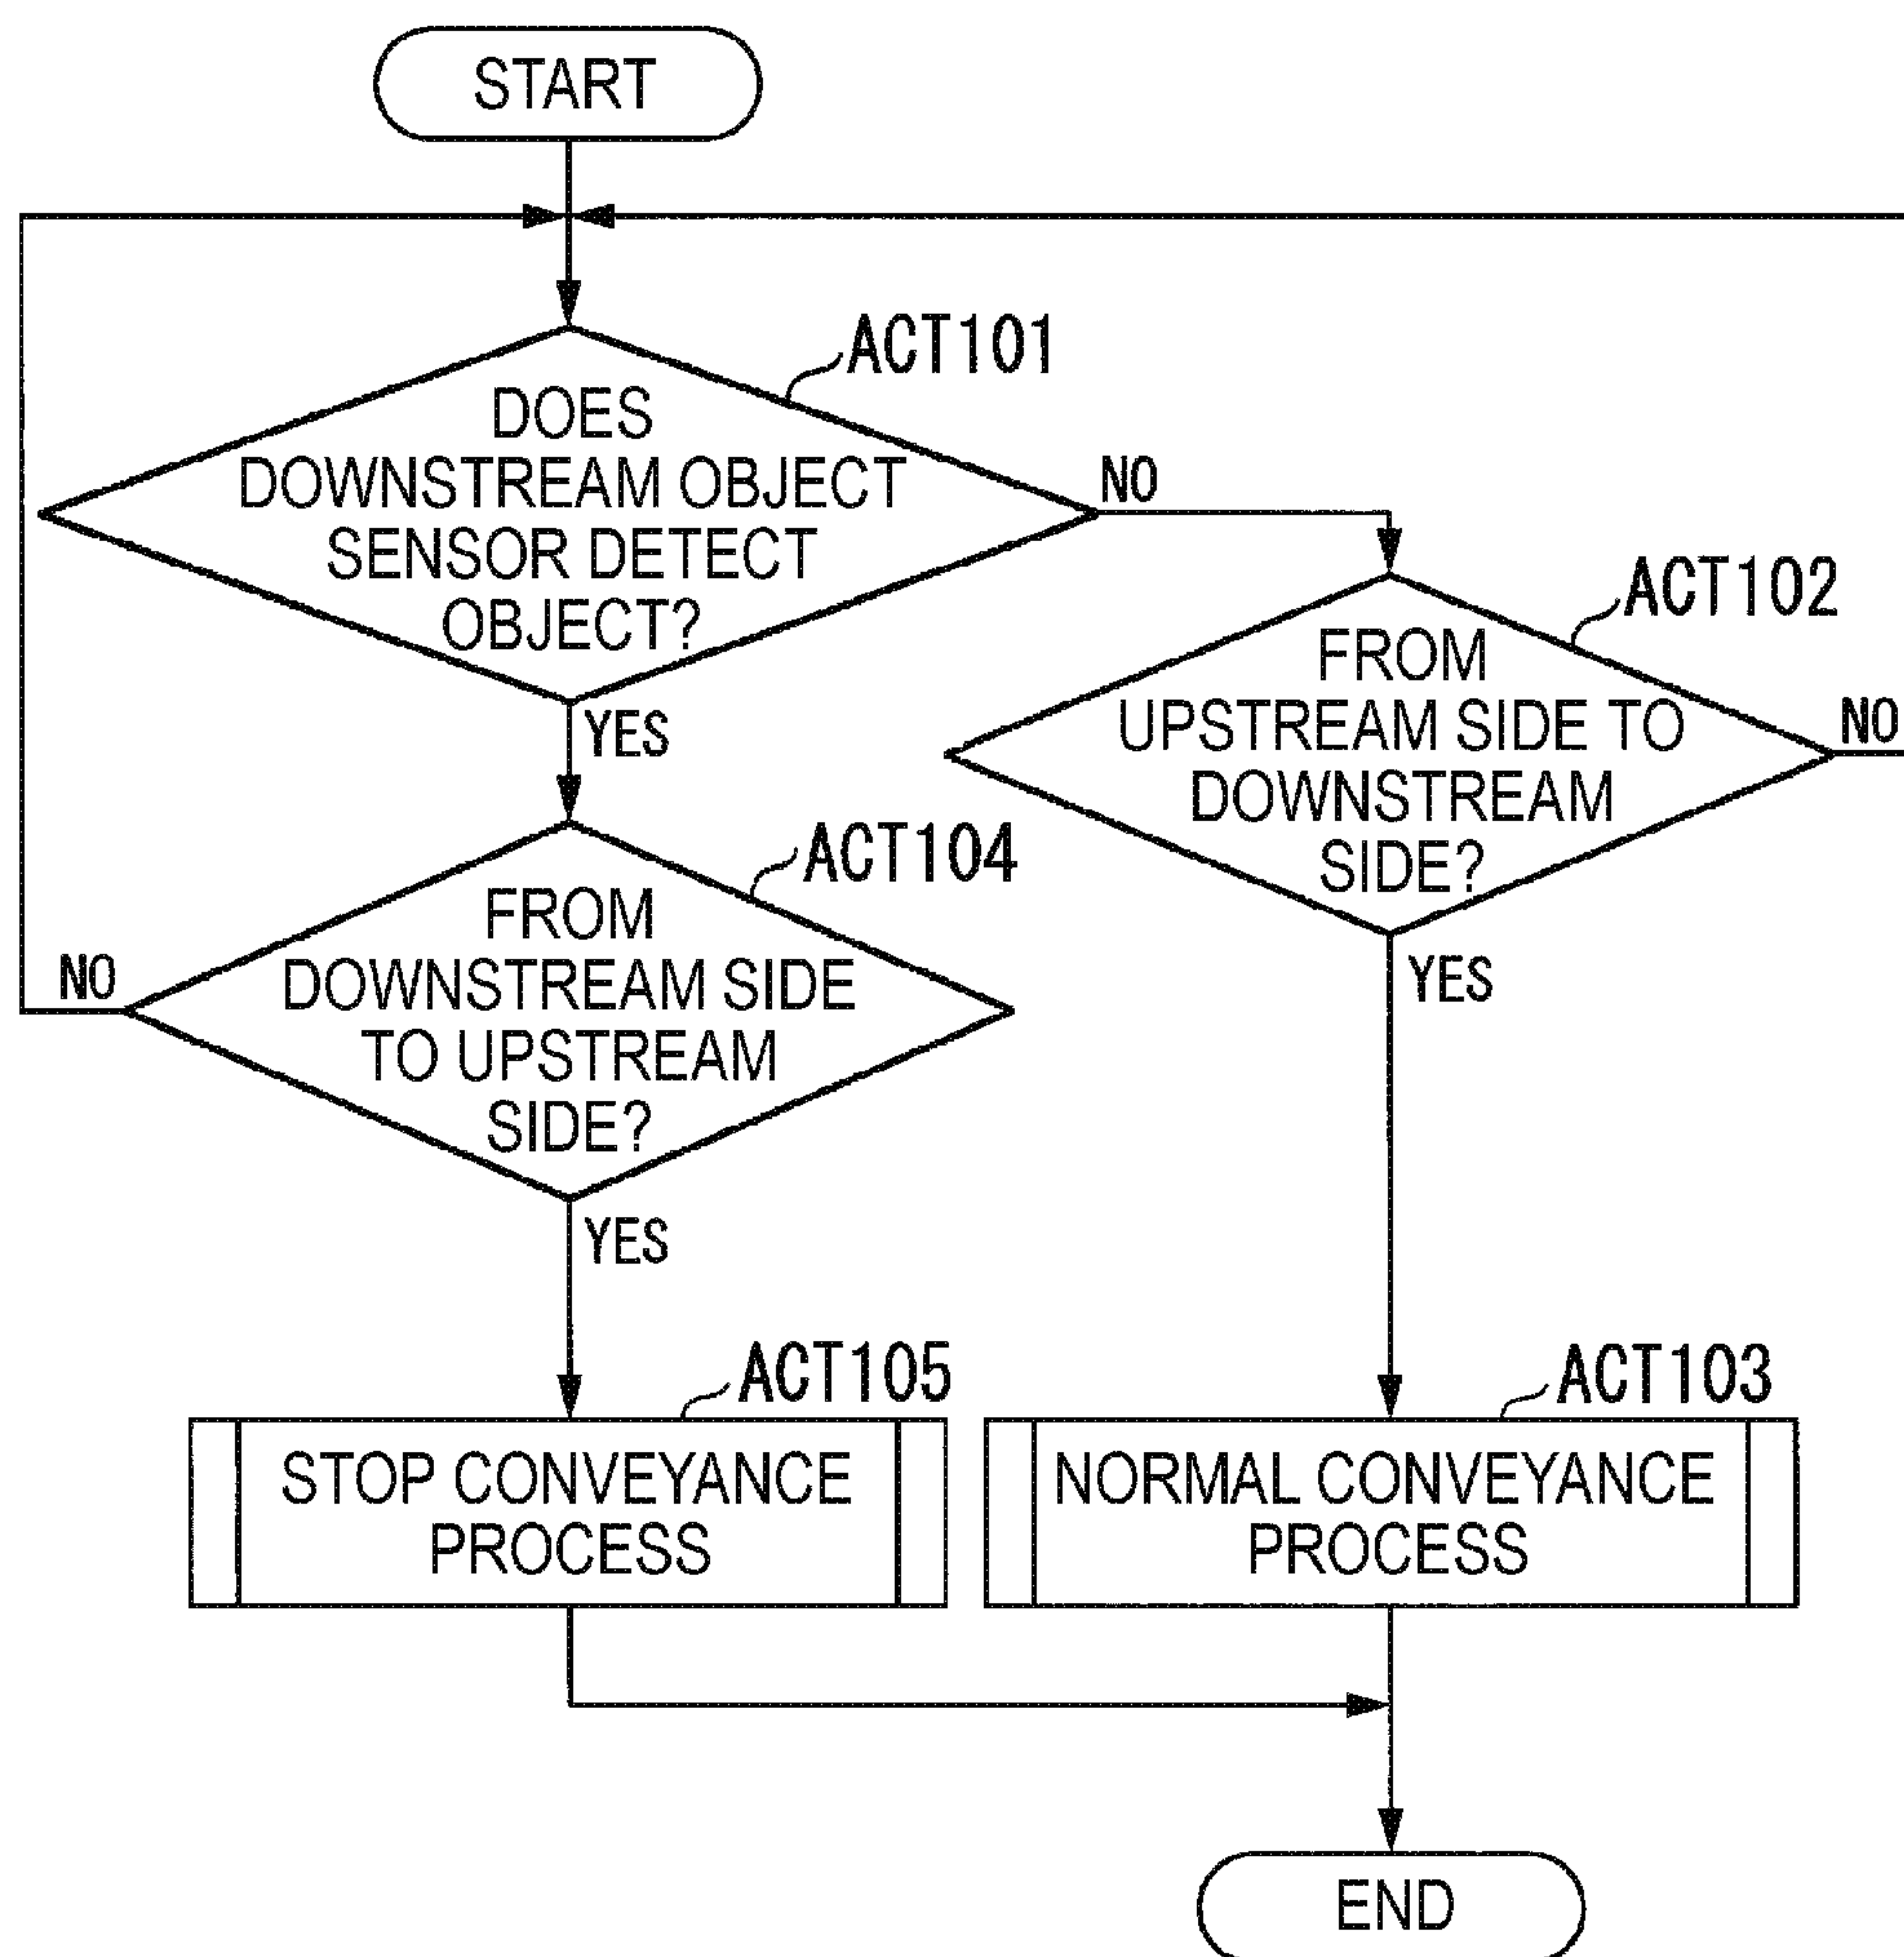 START
ACT101
DOES
DOWNSTREAM OBJECT
SENSOR DETECT
OBJECT?
NO
YES
ACT102
FROM
UPSTREAM SIDE TO
DOWNSTREAM
SIDE?
NO
YES
ACT104
FROM
DOWNSTREAM SIDE
TO UPSTREAM
SIDE?
NO
YES
ACT105
STOP CONVEYANCE
PROCESS
ACT103
NORMAL CONVEYANCE
PROCESS
END